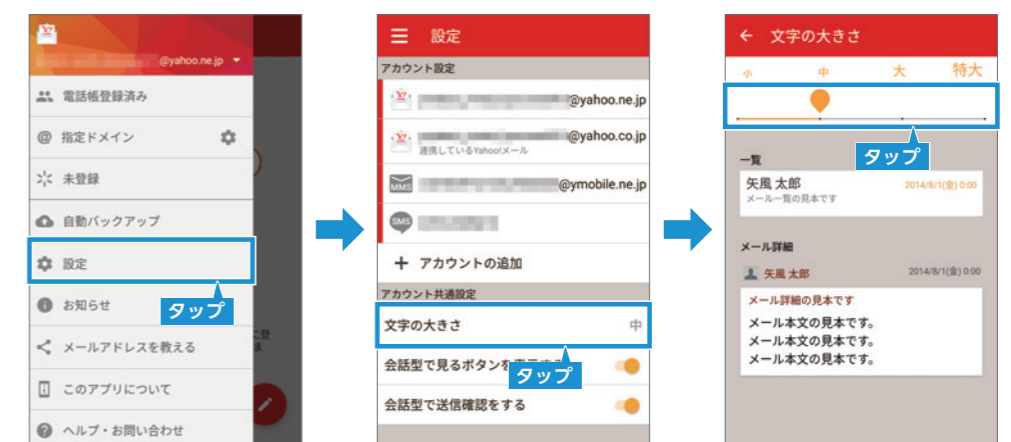 @yahoo.ne.jp
電話帳登録済み
@ 指定ドメイン
未登録
自動バックアップ
設定
タップ
お知らせ
メールアドレスを教える
このアプリについて
ヘルプ・お問い合わせ
設定
アカウント設定
@yahoo.ne.jp
@yahoo.co.jp
連携しているYahoo!メール
MMS
@ymobile.ne.jp
SMS
+ アカウントの追加
アカウント共通設定
文字の大きさ 中
会話型で見るボタンを
タップ
会話型で送信確認をする
← 文字の大きさ
小 中 大 特大
タップ
一覧
矢風 太郎 2014/8/1(金) 0:00
メール一覧の見本です
メール詳細
矢風 太郎 2014/8/1(金) 0:00
メール詳細の見本です
メール本文の見本です。
メール本文の見本です。
メール本文の見本です。